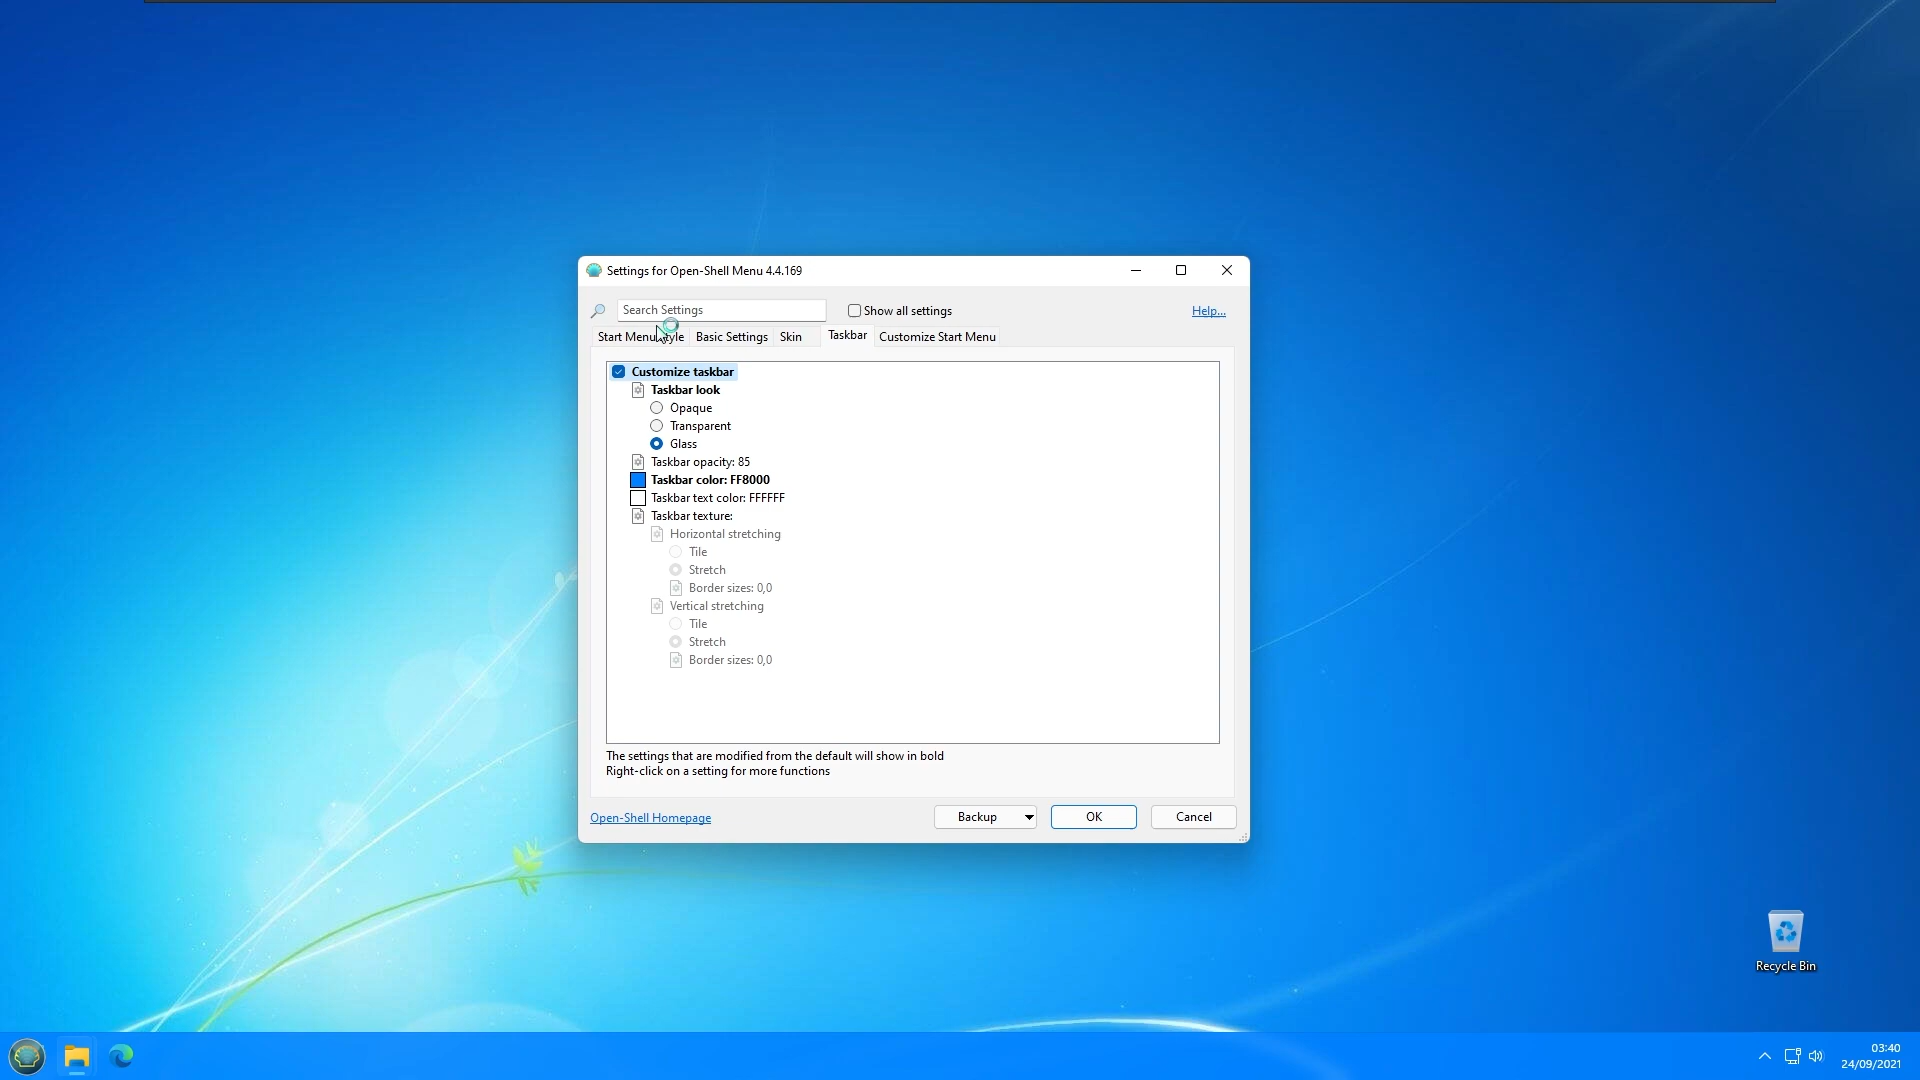 Settings for Open-Shell Menu 4.4.169
Search Settings
Show all settings
Help...
Start Menu
Basic Settings
Skin
Taskbar
Customize Start Menu
Customize taskbar
Taskbar look
Opaque
Transparent
Glass
Taskbar opacity: 85
Taskbar color: FF8000
Taskbar text color: FFFFFF
Taskbar texture:
Horizontal stretching
Tile
Stretch
Border sizes: 0,0
Vertical stretching
Tile
Stretch
Border sizes: 0,0
The settings that are modified from the default will show in bold
Right-click on a setting for more functions
Open-Shell Homepage
Backup
OK
Cancel
Recycle Bin
03:40
24/09/2021